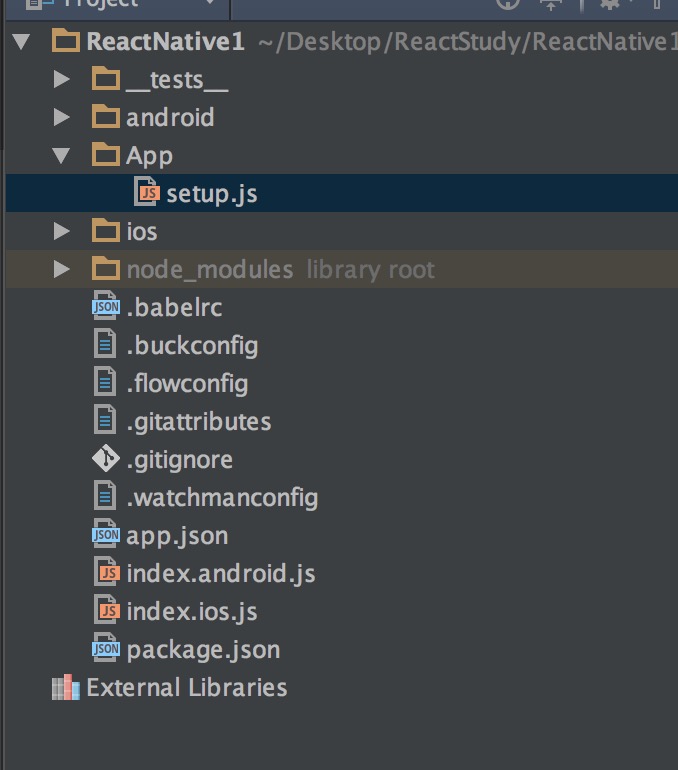 Project
ReactNative1 ~/Desktop/ReactStudy/ReactNative1
__tests__
android
App
JS setup.js
ios
node_modules library root
JSON .babelrc
.buckconfig
.flowconfig
.gitattributes
.gitignore
.watchmanconfig
JSON app.json
JS index.android.js
JS index.ios.js
JSON package.json
External Libraries